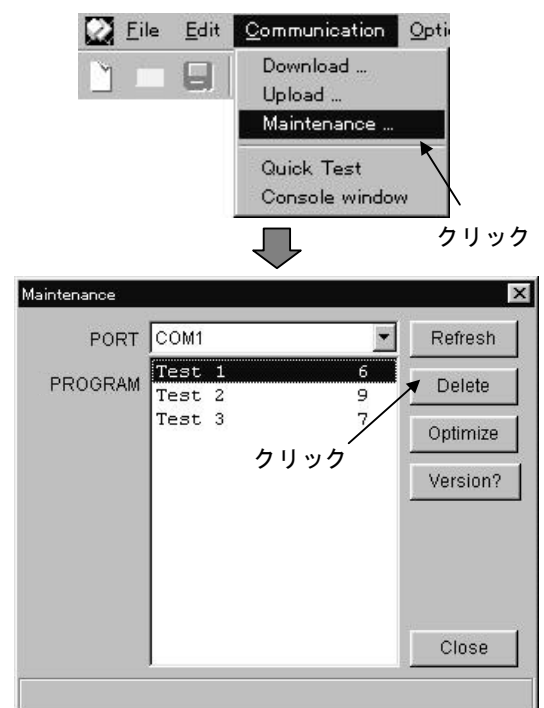 File Edit Communication Opti
Download ...
Upload ...
Maintenance ...
Quick Test
Console window
クリック
Maintenance
PORT COM1 Refresh
PROGRAM Test 1 6 Delete
Test 2 9
Test 3 7 Optimize
クリック
Version?
Close